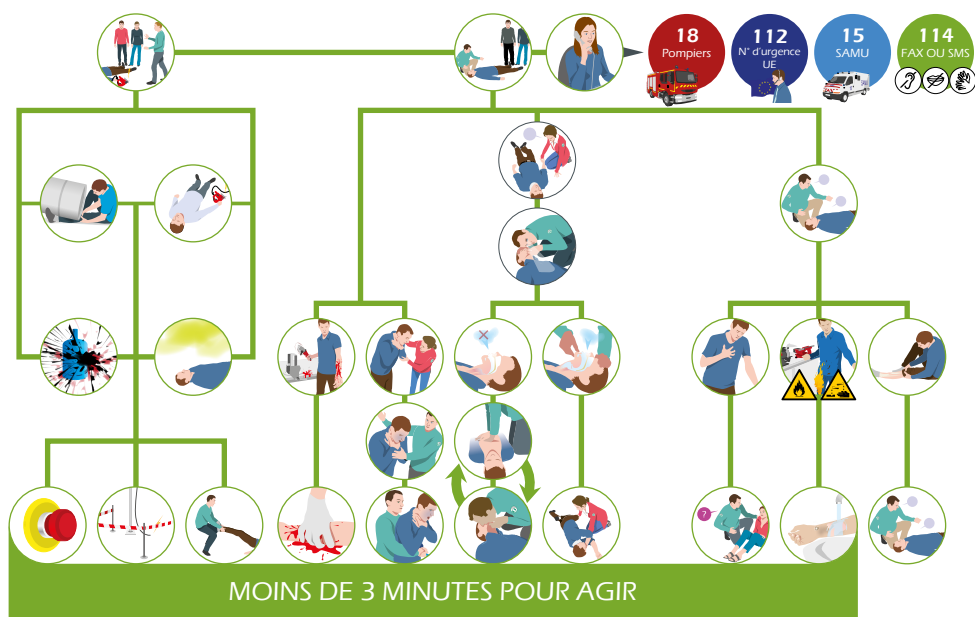 18
Pompiers
112
N° d'urgence
UE
15
SAMU
114
FAX OU SMS
?
MOINS DE 3 MINUTES POUR AGIR